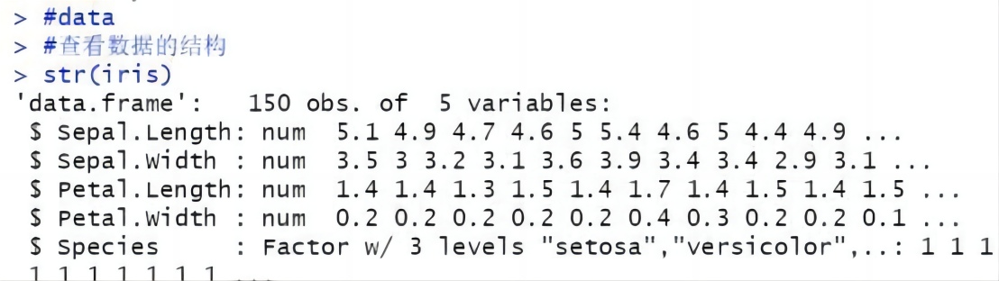 > #data
> #查看数据的结构
> str(iris)
'data.frame':   150 obs. of  5 variables:
 $ Sepal.Length: num  5.1 4.9 4.7 4.6 5 5.4 4.6 5 4.4 4.9 ...
 $ Sepal.Width : num  3.5 3 3.2 3.1 3.6 3.9 3.4 3.4 2.9 3.1 ...
 $ Petal.Length: num  1.4 1.4 1.3 1.5 1.4 1.7 1.4 1.5 1.4 1.5 ...
 $ Petal.Width : num  0.2 0.2 0.2 0.2 0.2 0.4 0.3 0.2 0.2 0.1 ...
 $ Species     : Factor w/ 3 levels "setosa","versicolor",..: 1 1 1
 1 1 1 1 1 1 1 ...